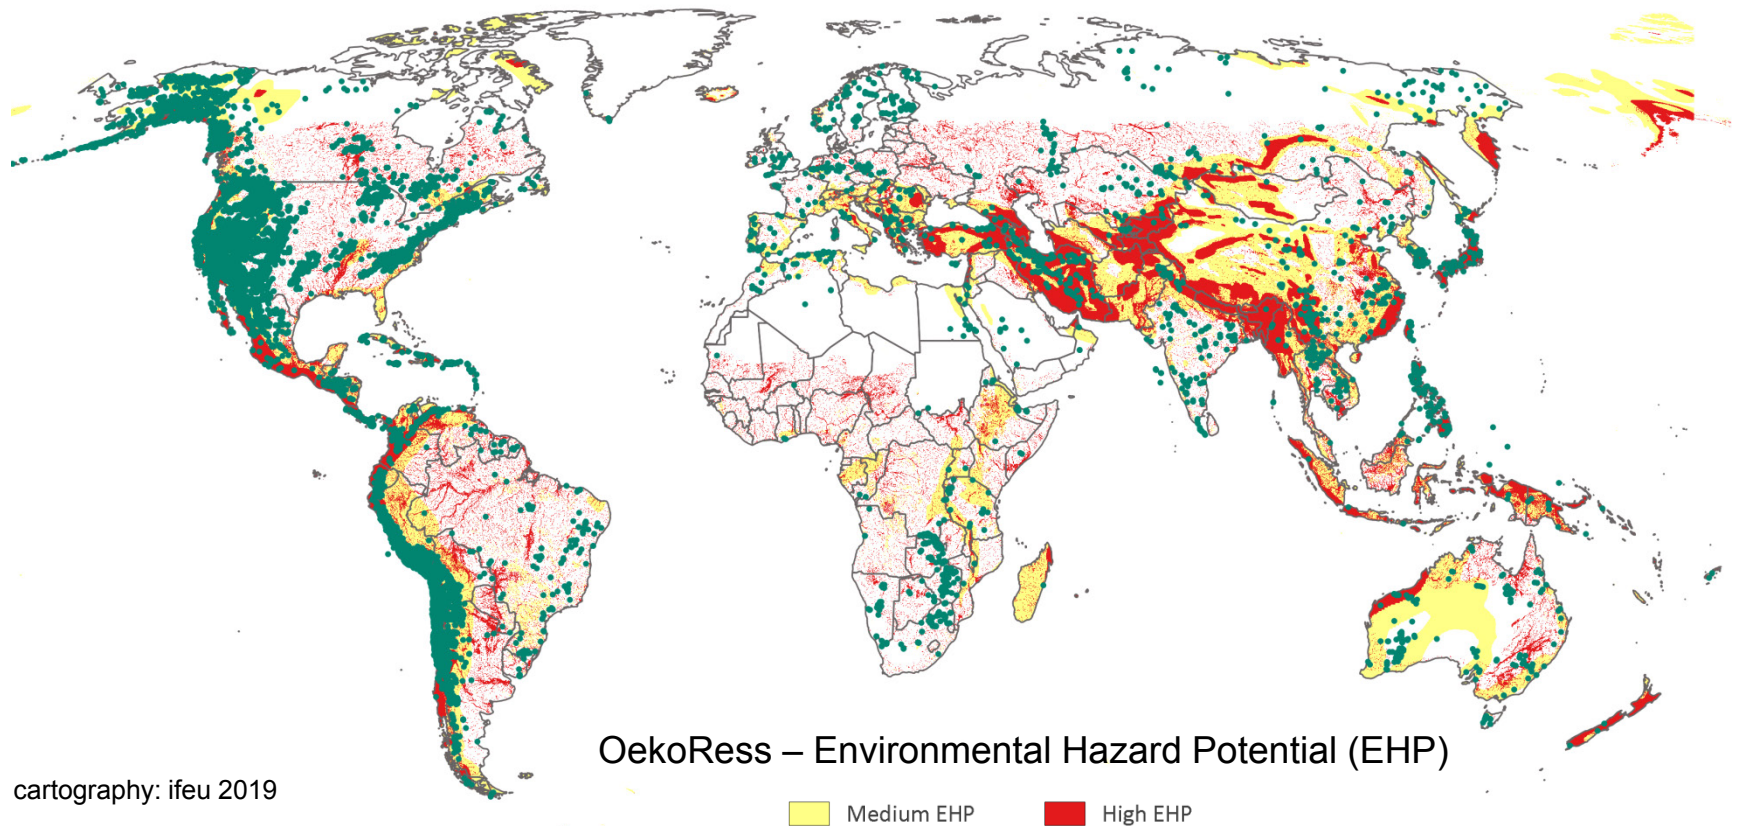 OekoRess – Environmental Hazard Potential (EHP)
cartography: ifeu 2019
Medium EHP
High EHP